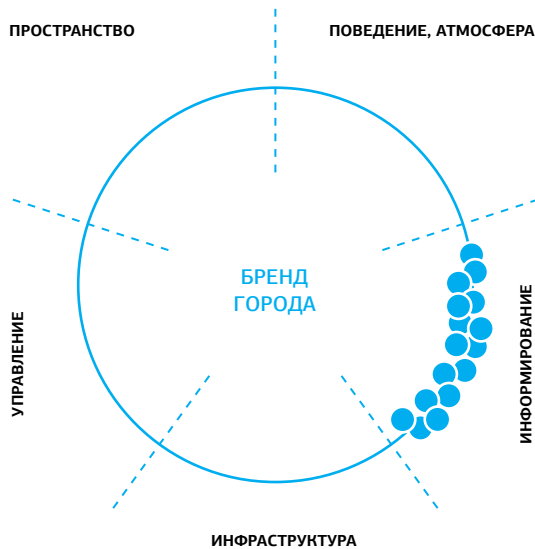 ПРОСТРАНСТВО
ПОВЕДЕНИЕ, АТМОСФЕРА
БРЕНД
ГОРОДА
УПРАВЛЕНИЕ
ИНФОРМИРОВАНИЕ
ИНФРАСТРУКТУРА